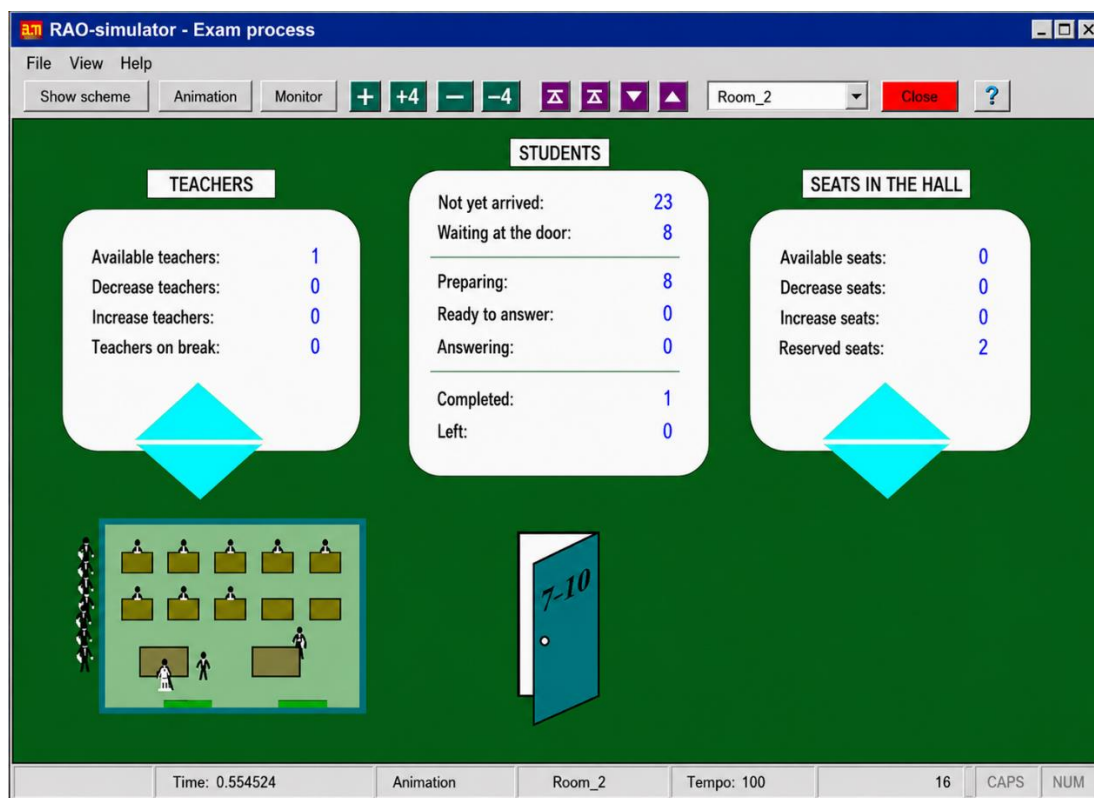 RAO-simulator - Exam process
File View Help
Show scheme Animation Monitor + +4 − −4 Room_2 Close ?
STUDENTS
TEACHERS
SEATS IN THE HALL
Available teachers: 1
Decrease teachers: 0
Increase teachers: 0
Teachers on break: 0
Not yet arrived: 23
Waiting at the door: 8
Preparing: 8
Ready to answer: 0
Answering: 0
Completed: 1
Left: 0
Available seats: 0
Decrease seats: 0
Increase seats: 0
Reserved seats: 2
7-10
Time: 0.554524 Animation Room_2 Tempo: 100 16 CAPS NUM